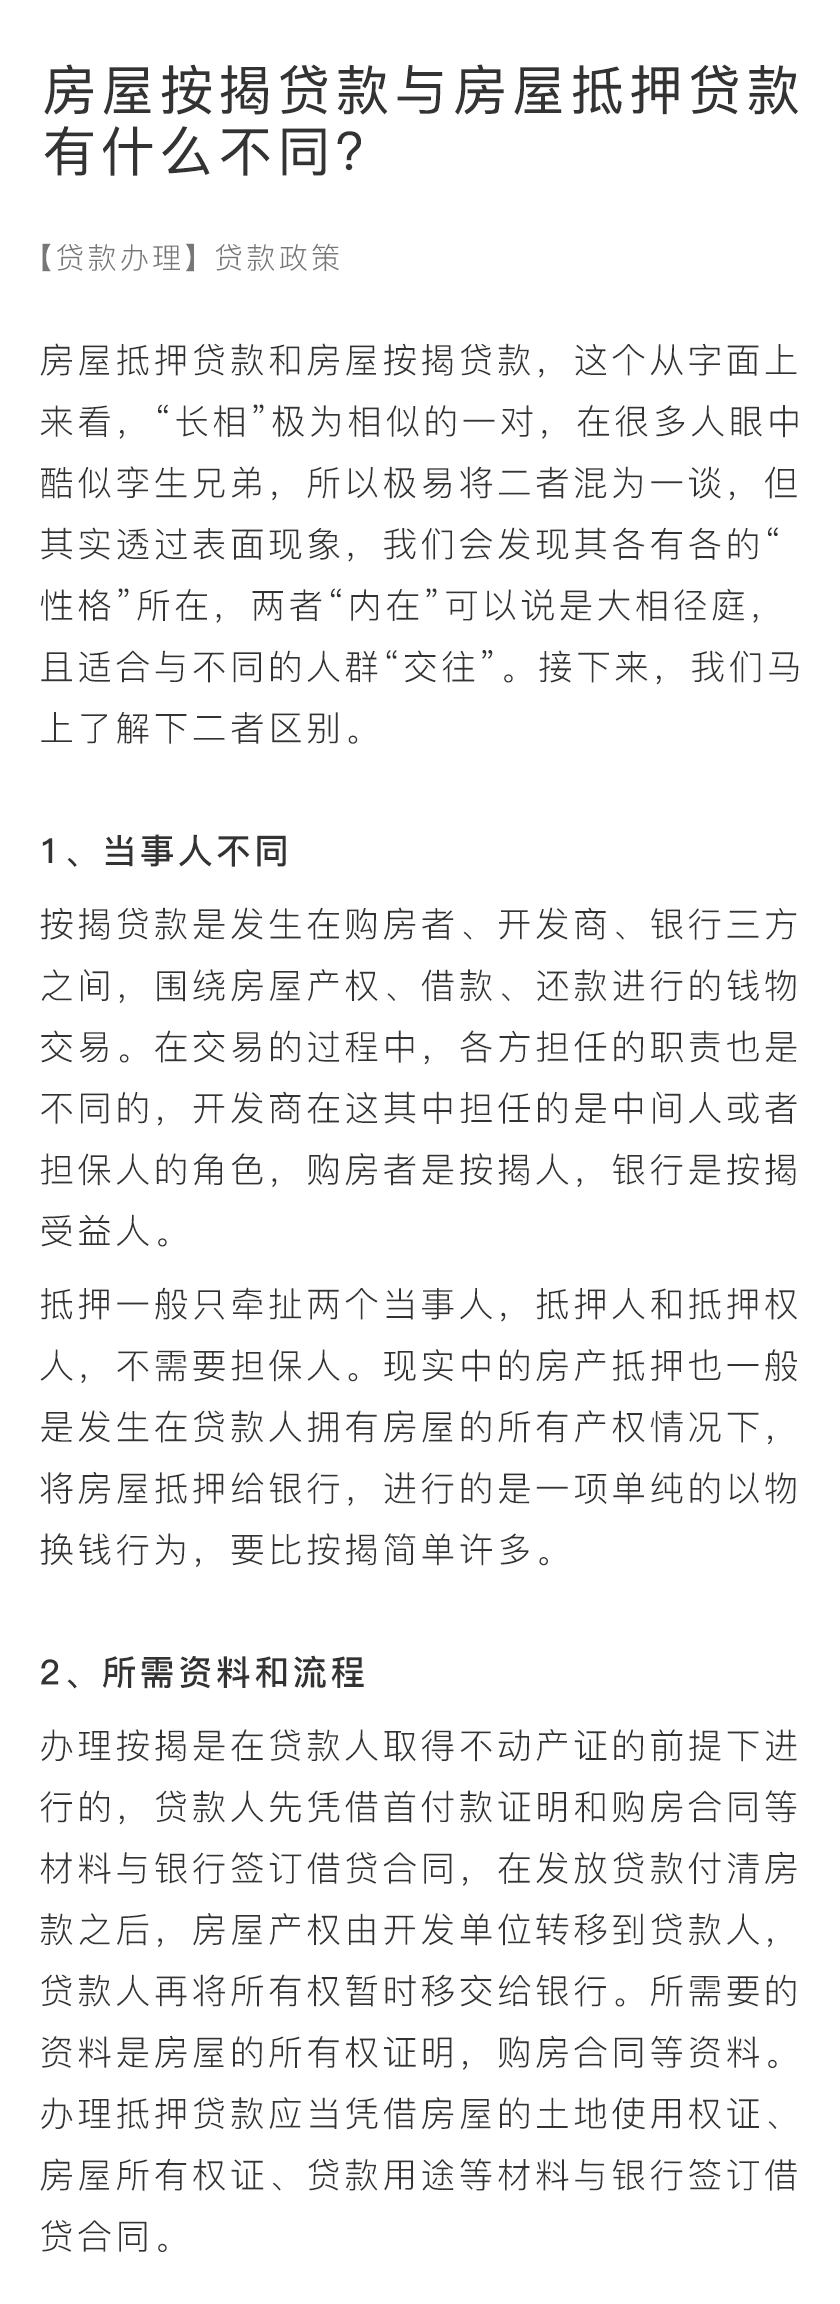 房屋按揭贷款与房屋抵押贷款
有什么不同?
【贷款办理】贷款政策
房屋抵押贷款和房屋按揭贷款，这个从字面上
来看，“长相”极为相似的一对，在很多人眼中
酷似孪生兄弟，所以极易将二者混为一谈，但
其实透过表面现象，我们会发现其各有各的“
性格”所在，两者“内在”可以说是大相径庭，
且适合与不同的人群“交往”。接下来，我们马
上了解下二者区别。
1、当事人不同
按揭贷款是发生在购房者、开发商、银行三方
之间，围绕房屋产权、借款、还款进行的钱物
交易。在交易的过程中，各方担任的职责也是
不同的，开发商在这其中担任的是中间人或者
担保人的角色，购房者是按揭人，银行是按揭
受益人。
抵押一般只牵扯两个当事人，抵押人和抵押权
人，不需要担保人。现实中的房产抵押也一般
是发生在贷款人拥有房屋的所有产权情况下，
将房屋抵押给银行，进行的是一项单纯的以物
换钱行为，要比按揭简单许多。
2、所需资料和流程
办理按揭是在贷款人取得不动产证的前提下进
行的，贷款人先凭借首付款证明和购房合同等
材料与银行签订借贷合同，在发放贷款付清房
款之后，房屋产权由开发单位转移到贷款人，
贷款人再将所有权暂时移交给银行。所需要的
资料是房屋的所有权证明，购房合同等资料。
办理抵押贷款应当凭借房屋的土地使用权证、
房屋所有权证、贷款用途等材料与银行签订借
贷合同。